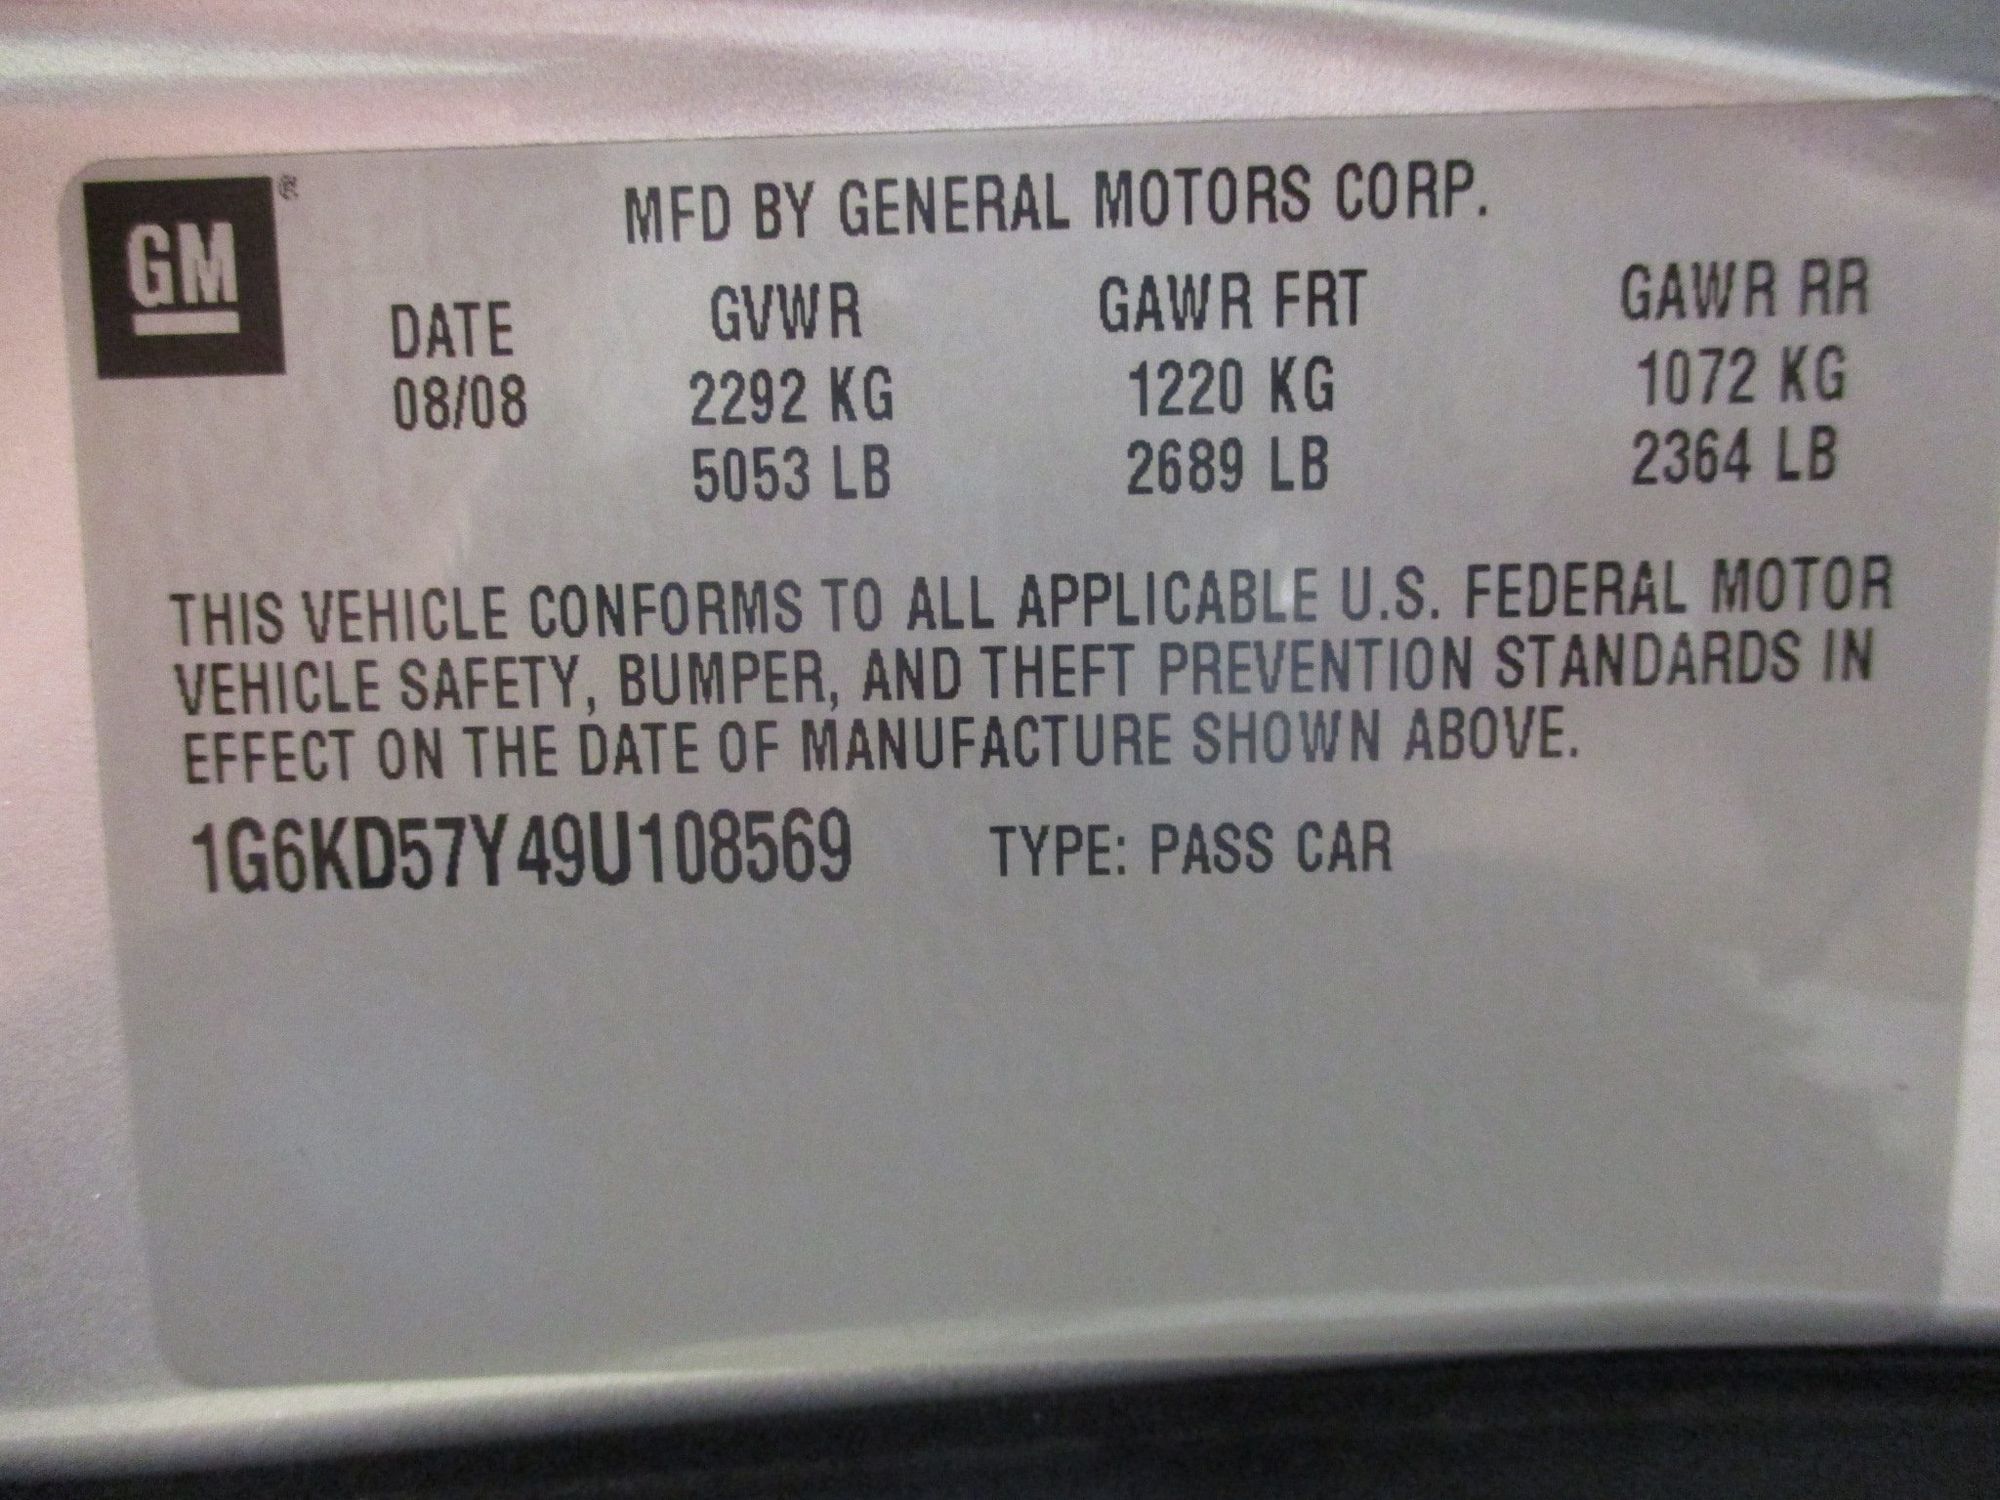 GM ®
MFD BY GENERAL MOTORS CORP.
DATE GVWR GAWR FRT GAWR RR
08/08 2292 KG 1220 KG 1072 KG
5053 LB 2689 LB 2364 LB
THIS VEHICLE CONFORMS TO ALL APPLICABLE U.S. FEDERAL MOTOR
VEHICLE SAFETY, BUMPER, AND THEFT PREVENTION STANDARDS IN
EFFECT ON THE DATE OF MANUFACTURE SHOWN ABOVE.
1G6KD57Y49U108569 TYPE: PASS CAR